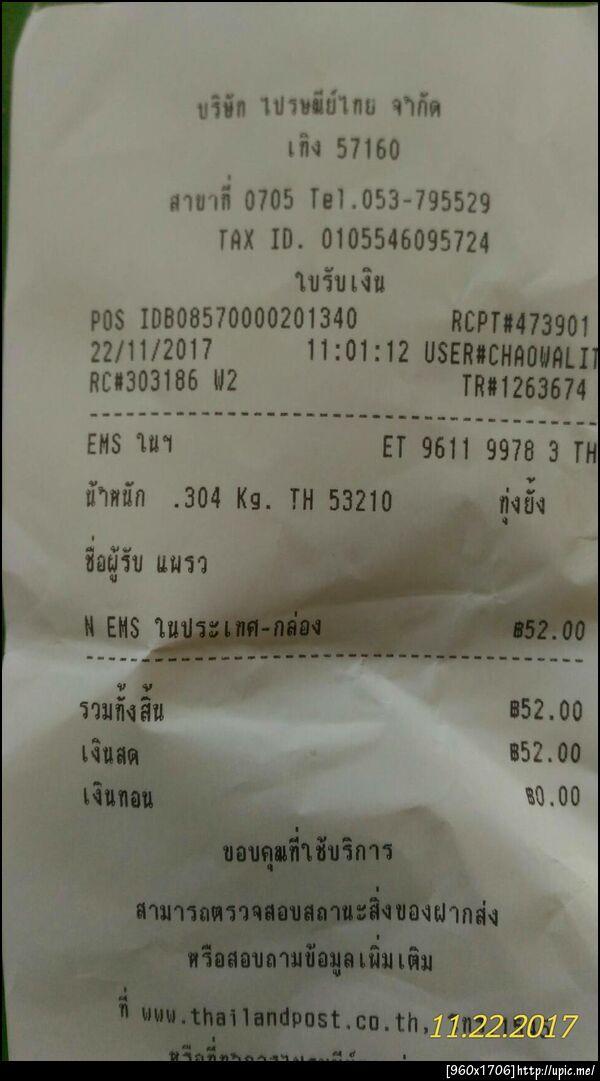 บริษัท ไปรษณีย์ไทย จำกัด
เทิง 57160
สาขาที่ 0705 Tel.053-795529
TAX ID. 0105546095724
ใบรับเงิน
POS IDB08570000201340 RCPT#473901
22/11/2017 11:01:12 USER#CHAOWALIT
RC#303186 W2 TR#1263674
EMS ในฯ ET 9611 9978 3 TH
น้ำหนัก .304 Kg. TH 53210 ทุ่งยั้ง
ชื่อผู้รับ แพรว
N EMS ในประเทศ-กล่อง ฿52.00
รวมทั้งสิ้น ฿52.00
เงินสด ฿52.00
เงินทอน ฿0.00
ขอบคุณที่ใช้บริการ
สามารถตรวจสอบสถานะสิ่งของฝากส่ง
หรือสอบถามข้อมูลเพิ่มเติม
ที่ www.thailandpost.co.th,
11.22.2017
[960x1706]http://upic.me/